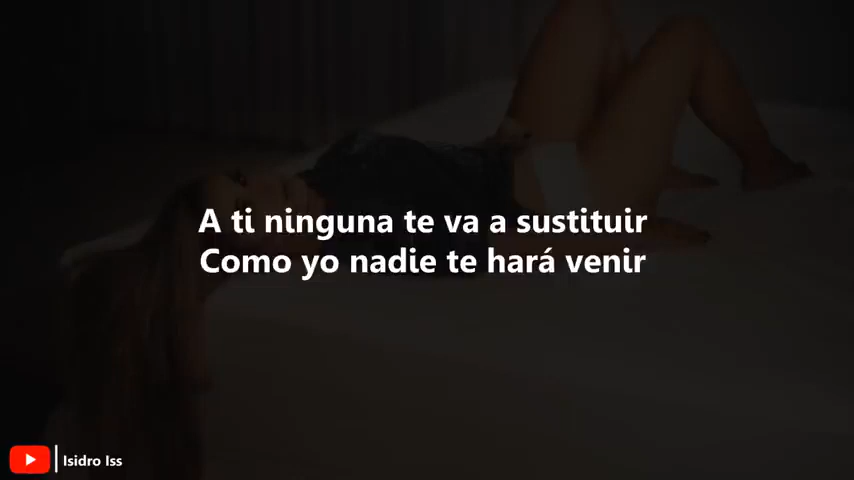 A ti ninguna te va a sustituir
Como yo nadie te hará venir
Isidro Iss